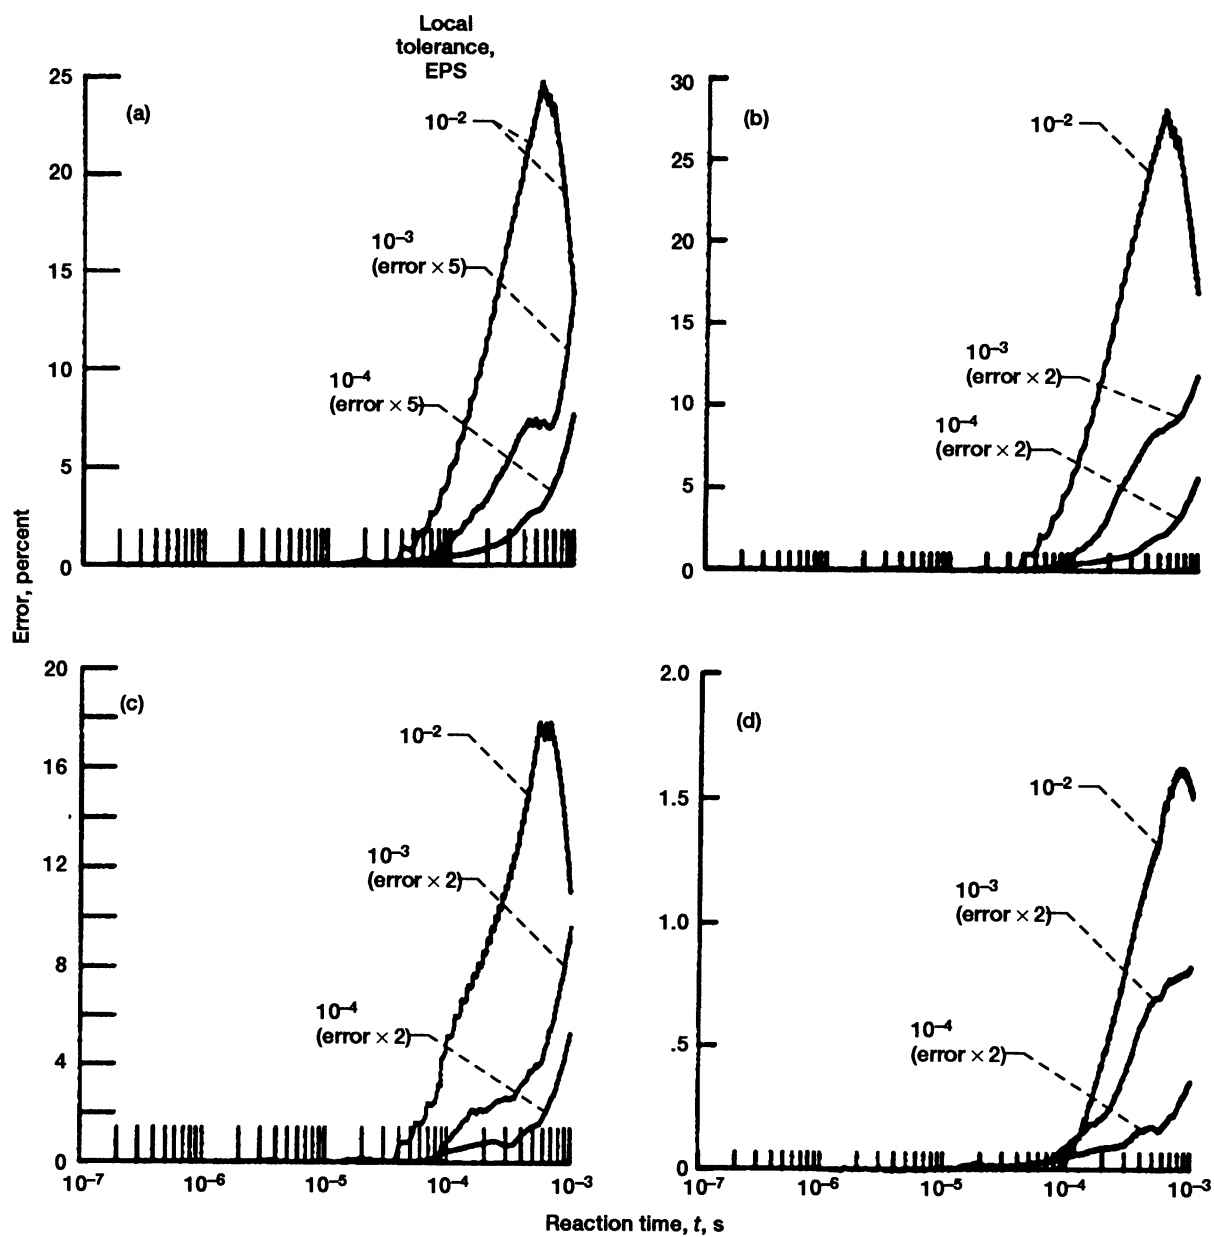 Local
tolerance,
EPS
(a)
25
20
15
10
5
0
10–2
10–3
(error × 5)
10–4
(error × 5)
(b)
30
25
20
15
10
5
0
10–2
10–3
(error × 2)
10–4
(error × 2)
Error, percent
(c)
20
16
12
8
4
0
10–2
10–3
(error × 2)
10–4
(error × 2)
10–7 10–6 10–5 10–4 10–3
(d)
2.0
1.5
1.0
.5
0
10–2
10–3
(error × 2)
10–4
(error × 2)
10–7 10–6 10–5 10–4 10–3
Reaction time, t, s